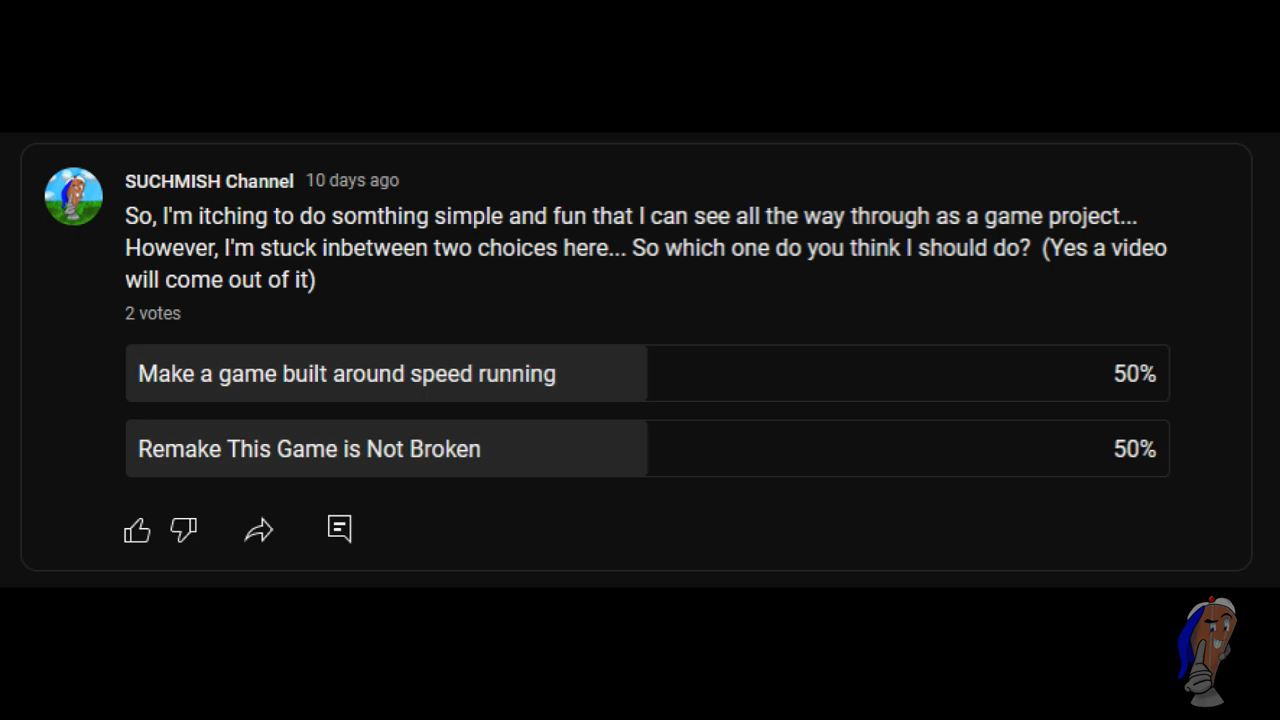 SUCHMISH Channel 10 days ago
So, I'm itching to do somthing simple and fun that I can see all the way through as a game project...
However, I'm stuck inbetween two choices here... So which one do you think I should do? (Yes a video
will come out of it)
2 votes
Make a game built around speed running 50%
Remake This Game is Not Broken 50%